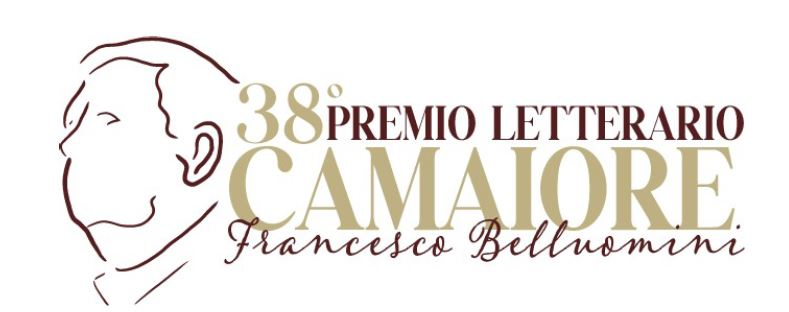 38° PREMIO LETTERARIO
CAMAIORE
Francesco Belluomini